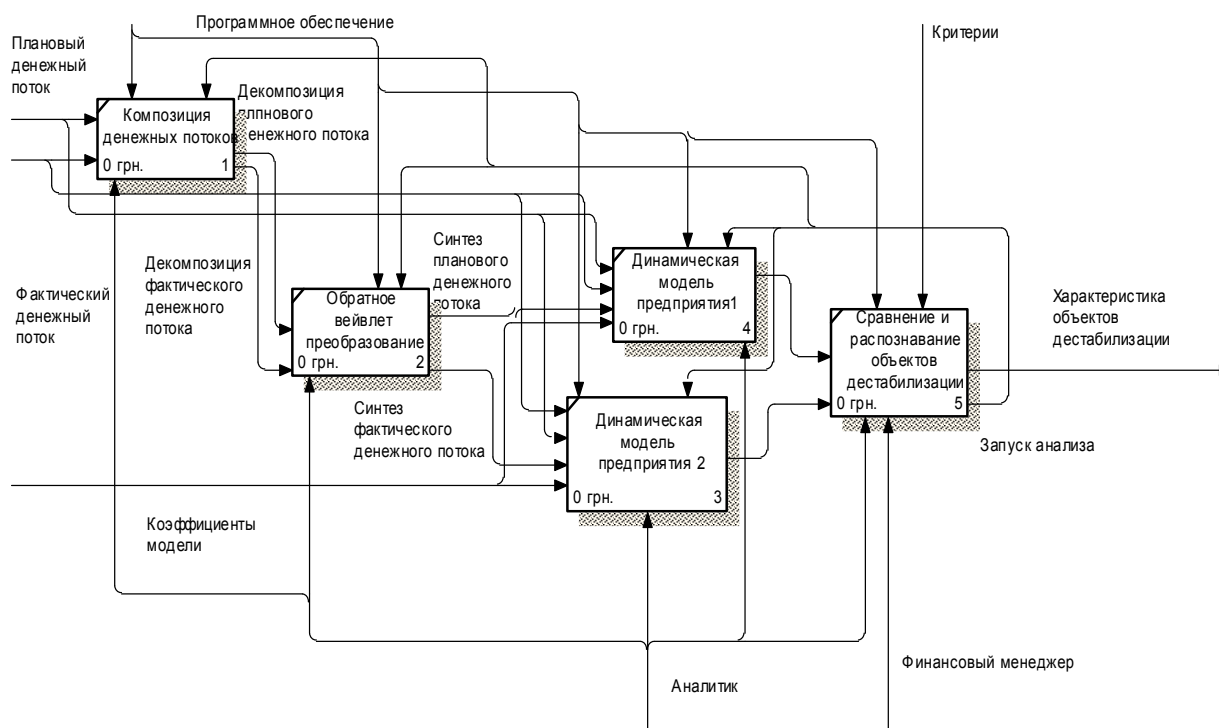 Программное обеспечение
Критерии
Плановый
денежный
поток
Декомпозиция
плпнового
денежного потока
Композиция
денежных потоков
0 грн.
1
Декомпозиция
фактического
денежного
потока
Фактический
денежный
поток
Синтез
планового
денежного
потока
Обратное
вейвлет
преобразование
0 грн.
2
Динамическая
модель
предприятия1
0 грн.
4
Сравнение и
распознавание
объектов
дестабилизации
0 грн.
5
Характеристика
объектов
дестабилизации
Синтез
фактического
денежного потока
Динамическая
модель
предприятия 2
0 грн.
3
Запуск анализа
Коэффициенты
модели
Аналитик
Финансовый менеджер